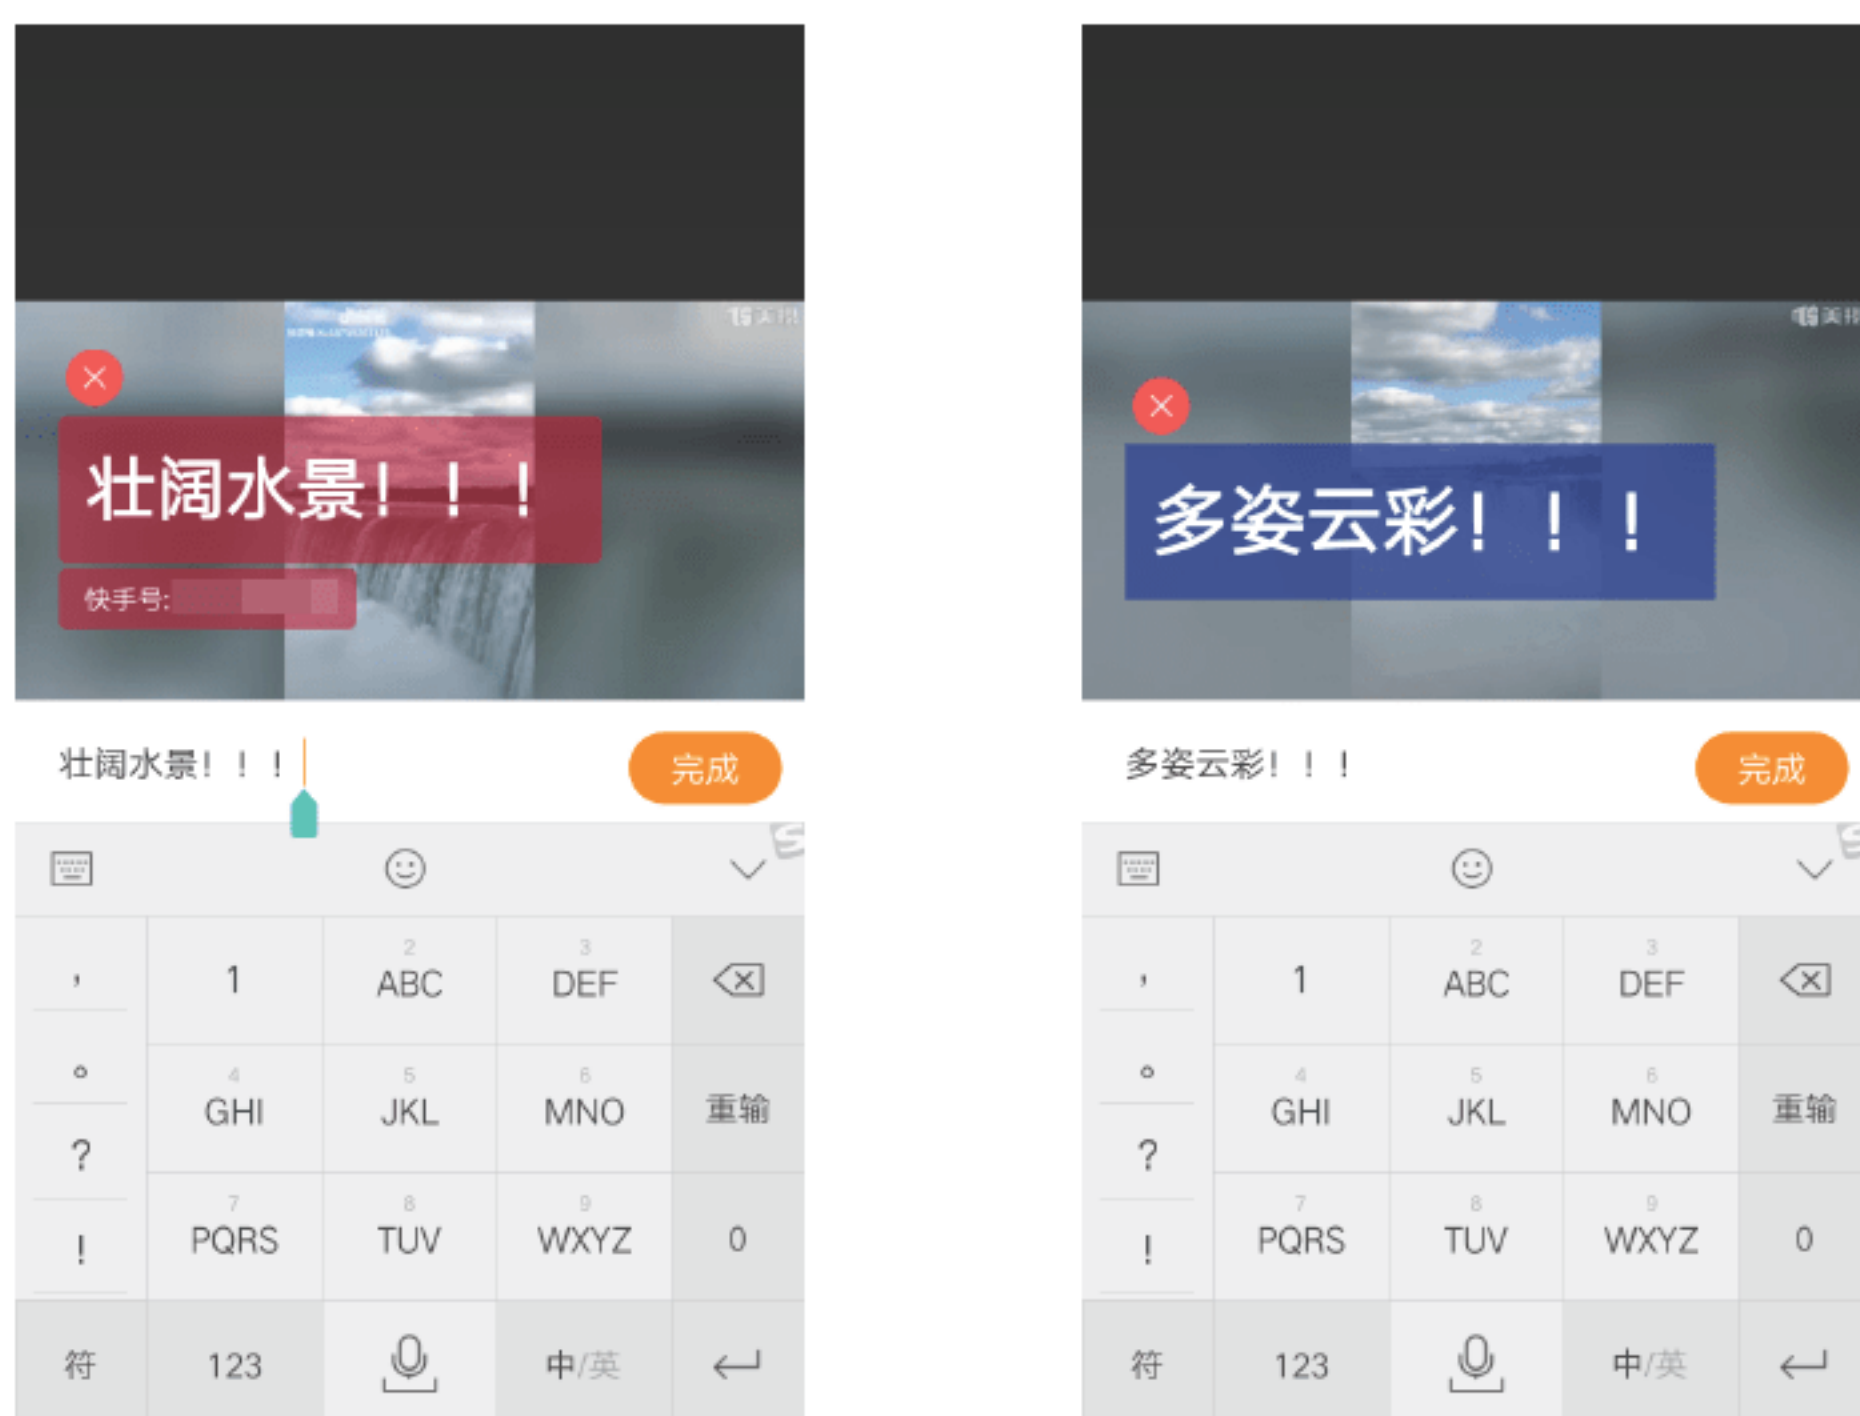 壮阔水景！！！
快手号:
壮阔水景！！！
完成
，
1
2
ABC
3
DEF
。
4
GHI
5
JKL
6
MNO
重输
?
7
PQRS
8
TUV
9
WXYZ
0
!
符
123
中/英
多姿云彩！！！
多姿云彩！！！
完成
，
1
2
ABC
3
DEF
。
4
GHI
5
JKL
6
MNO
重输
?
7
PQRS
8
TUV
9
WXYZ
0
!
符
123
中/英